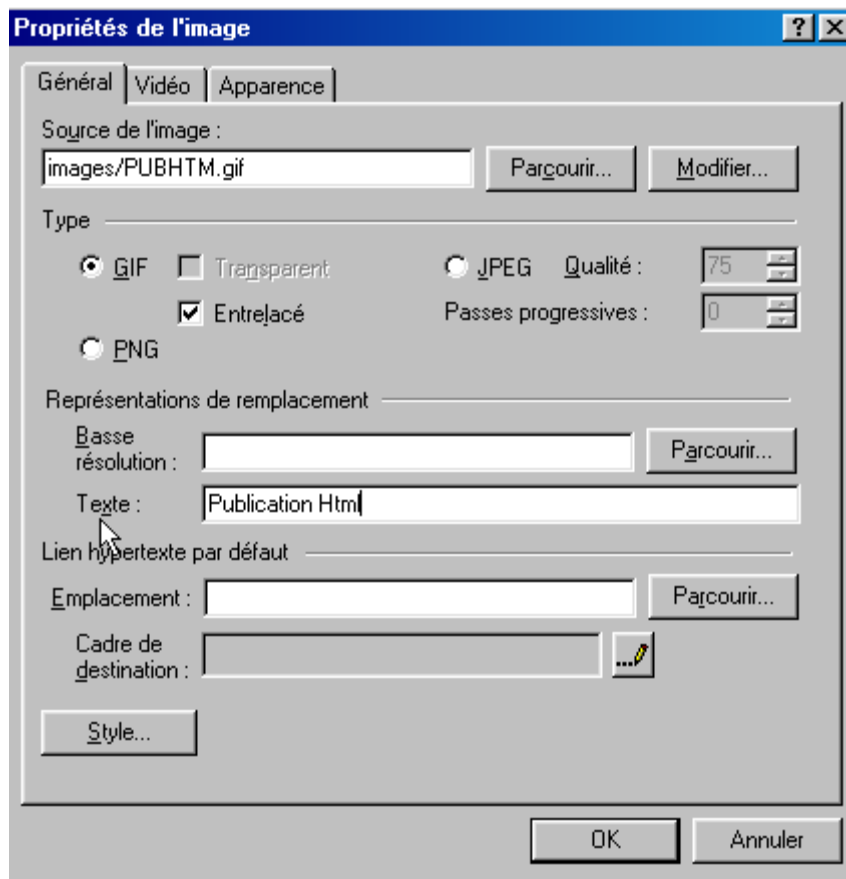 Propriétés de l'image
Général Vidéo Apparence
Source de l'image :
images/PUBHTM.gif Parcourir... Modifier...
Type
GIF Transparent JPEG Qualité : 75
Entrelacé Passes progressives : 0
PNG
Représentations de remplacement
Basse
résolution : Parcourir...
Texte : Publication Html
Lien hypertexte par défaut
Emplacement : Parcourir...
Cadre de
destination : ...
Style...
OK Annuler